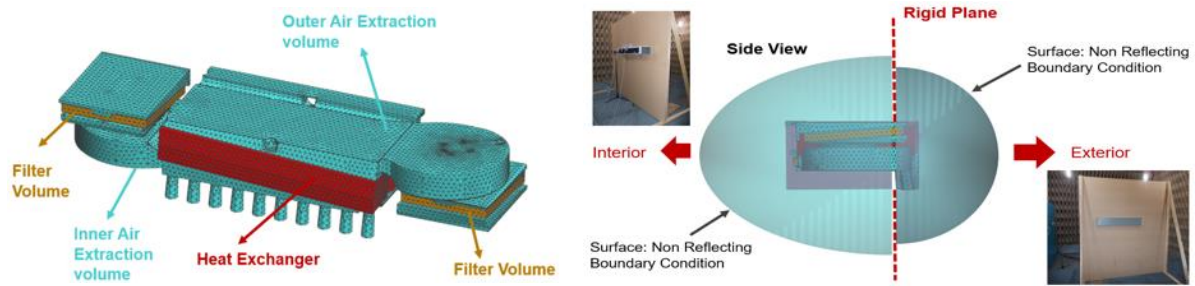 Outer Air Extraction
volume
Filter
Volume
Inner Air
Extraction
volume
Heat Exchanger
Filter Volume
Rigid Plane
Side View
Surface: Non Reflecting
Boundary Condition
Interior
Exterior
Surface: Non Reflecting
Boundary Condition